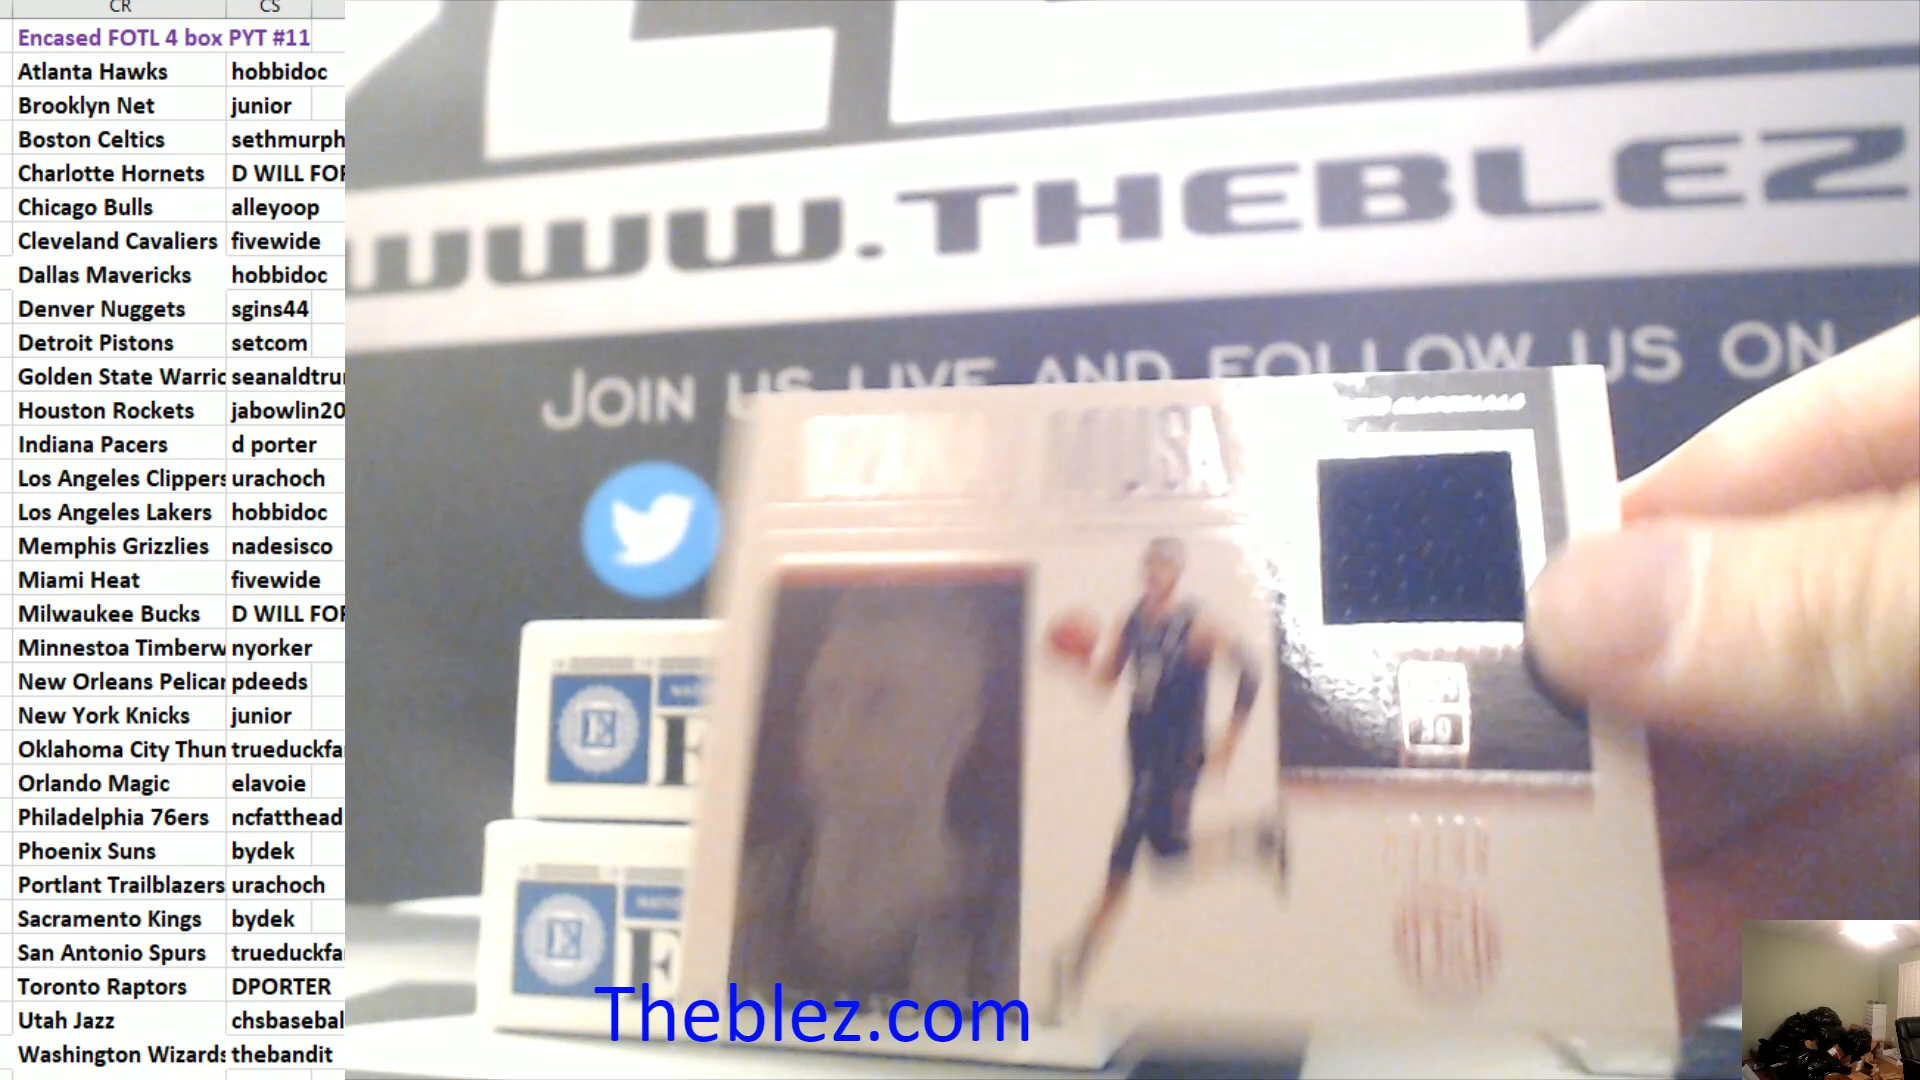 CR CS
Encased FOTL 4 box PYT #11
Atlanta Hawks hobbidoc
Brooklyn Net junior
Boston Celtics sethmurph
Charlotte Hornets D WILL FOR
Chicago Bulls alleyoop
Cleveland Cavaliers fivewide
Dallas Mavericks hobbidoc
Denver Nuggets sgins44
Detroit Pistons setcom
Golden State Warric seanaldtru
Houston Rockets jabowlin20
Indiana Pacers d porter
Los Angeles Clippers urachoch
Los Angeles Lakers hobbidoc
Memphis Grizzlies nadesisco
Miami Heat fivewide
Milwaukee Bucks D WILL FOR
Minnestoa Timberw nyorker
New Orleans Pelicar pdeeds
New York Knicks junior
Oklahoma City Thun trueduckfa
Orlando Magic elavoie
Philadelphia 76ers ncfatthead
Phoenix Suns bydek
Portlant Trailblazers urachoch
Sacramento Kings bydek
San Antonio Spurs trueduckfa
Toronto Raptors DPORTER
Utah Jazz chsbasebal
Washington Wizards thebandit
WWW.THEBLEZ
JOIN US LIVE AND FOLLOW US ON
E
E
Theblez.com